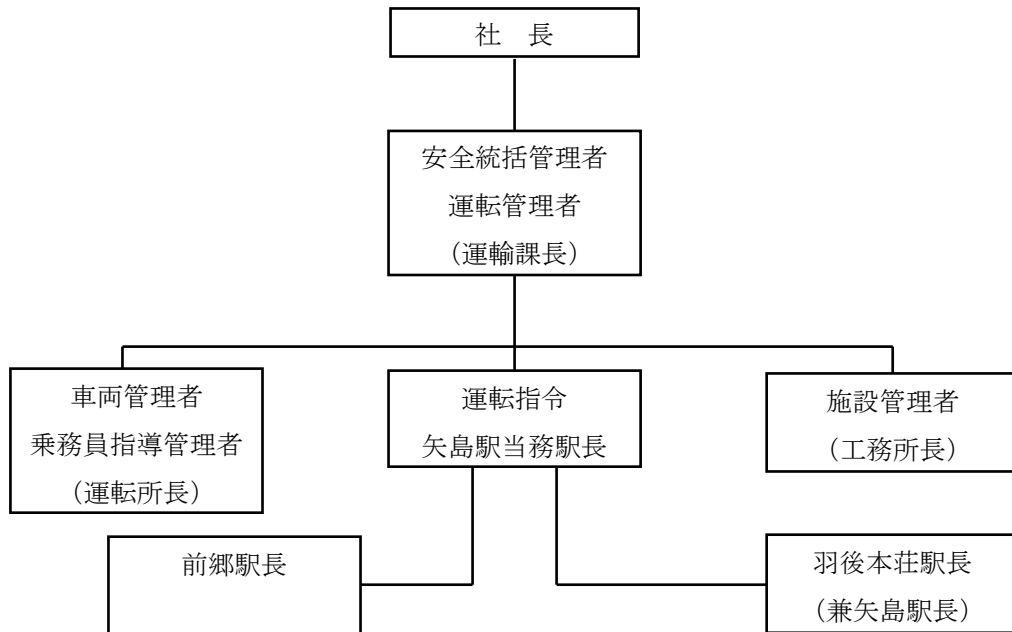 社　長
安全統括管理者
運転管理者
（運輸課長）
車両管理者
乗務員指導管理者
（運転所長）
運転指令
矢島駅当務駅長
施設管理者
（工務所長）
前郷駅長
羽後本荘駅長
（兼矢島駅長）